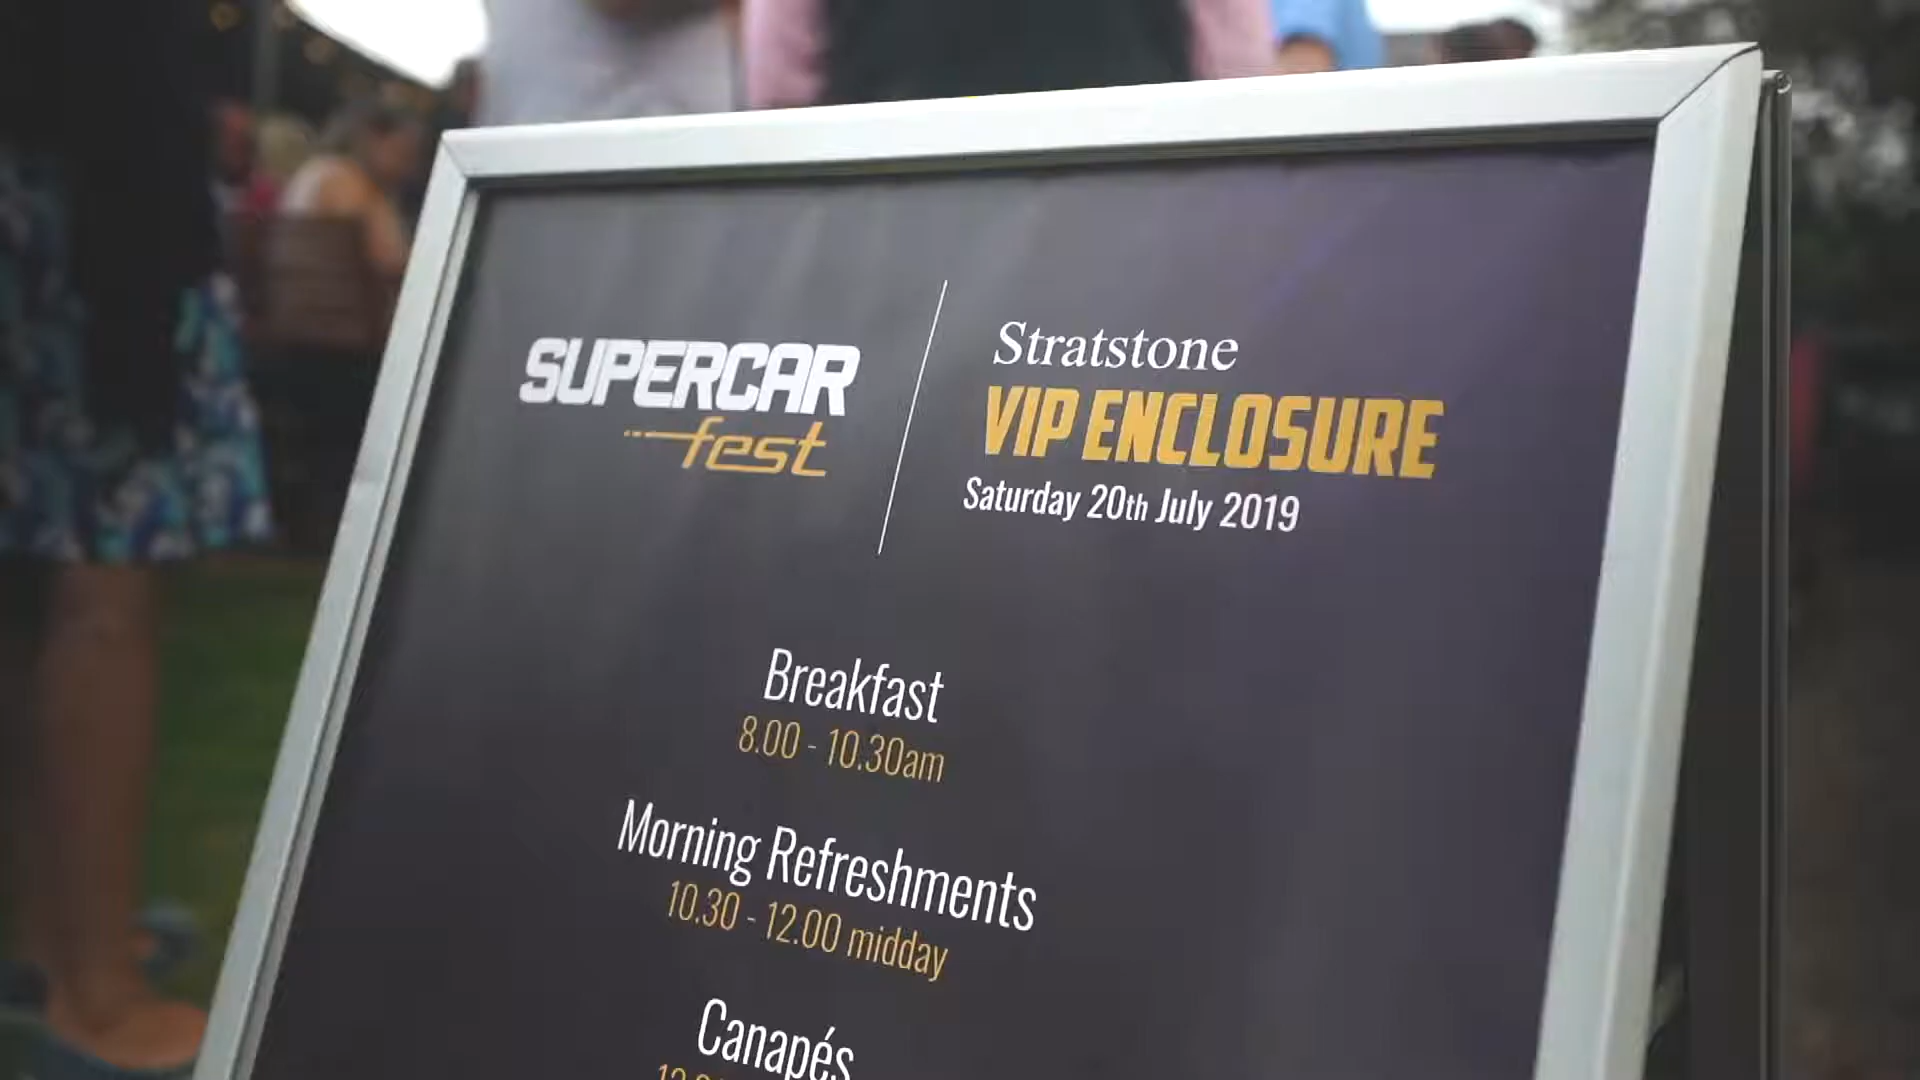 SUPERCAR
fest
Stratstone
VIP ENCLOSURE
Saturday 20th July 2019
Breakfast
8.00 - 10.30am
Morning Refreshments
10.30 - 12.00 midday
Canapés